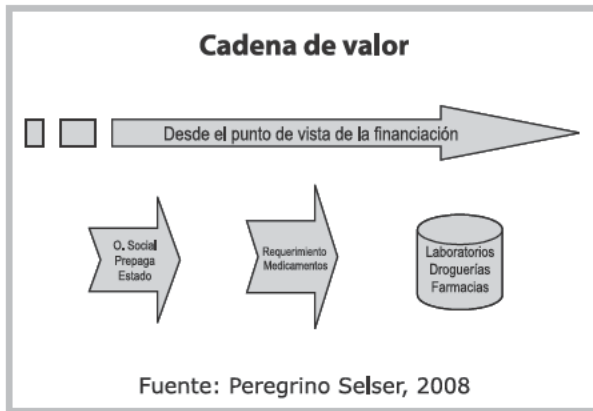 Cadena de valor
Desde el punto de vista de la financiación
O. Social
Prepaga
Estado
Requerimiento
Medicamentos
Laboratorios
Droguerías
Farmacias
Fuente: Peregrino Selser, 2008